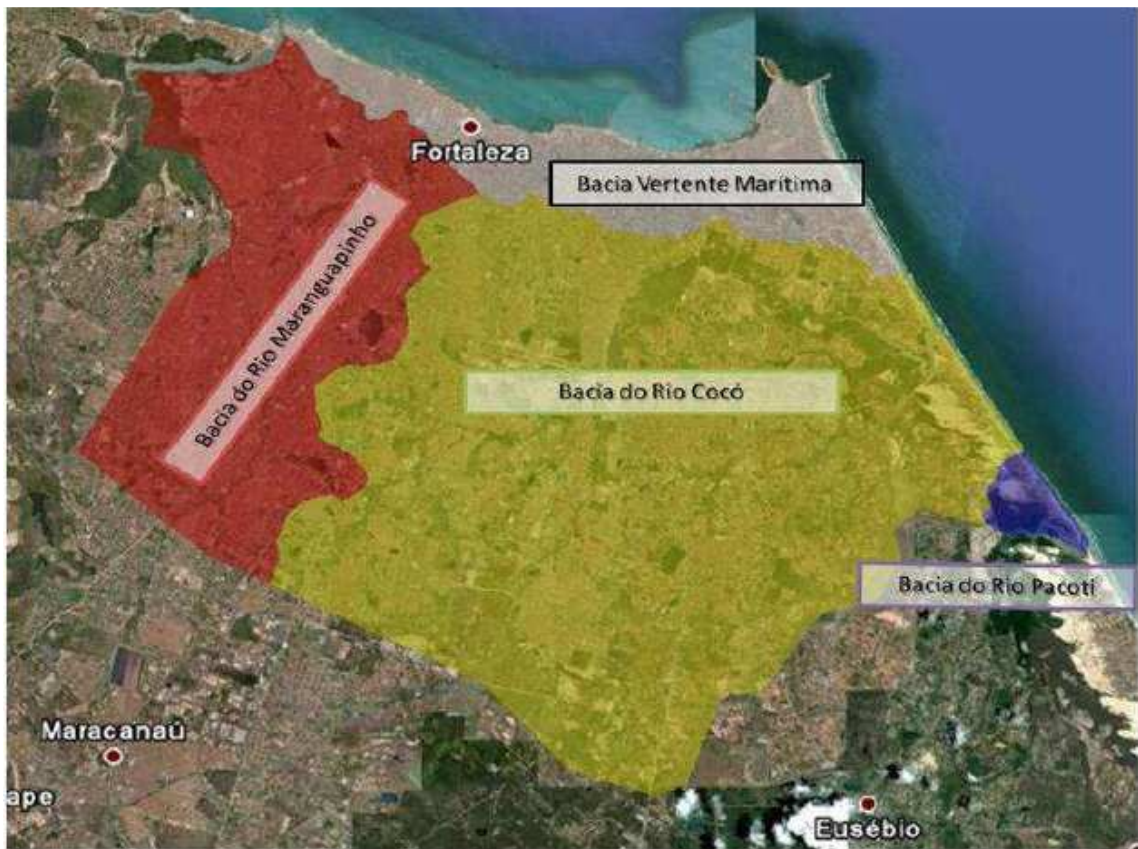 Fortaleza
Bacia Vertente Marítima
Bacia do Rio Maranguapinho
Bacia do Rio Cocó
Bacia do Rio Pacoti
Maracanaú
ape
Eusébio